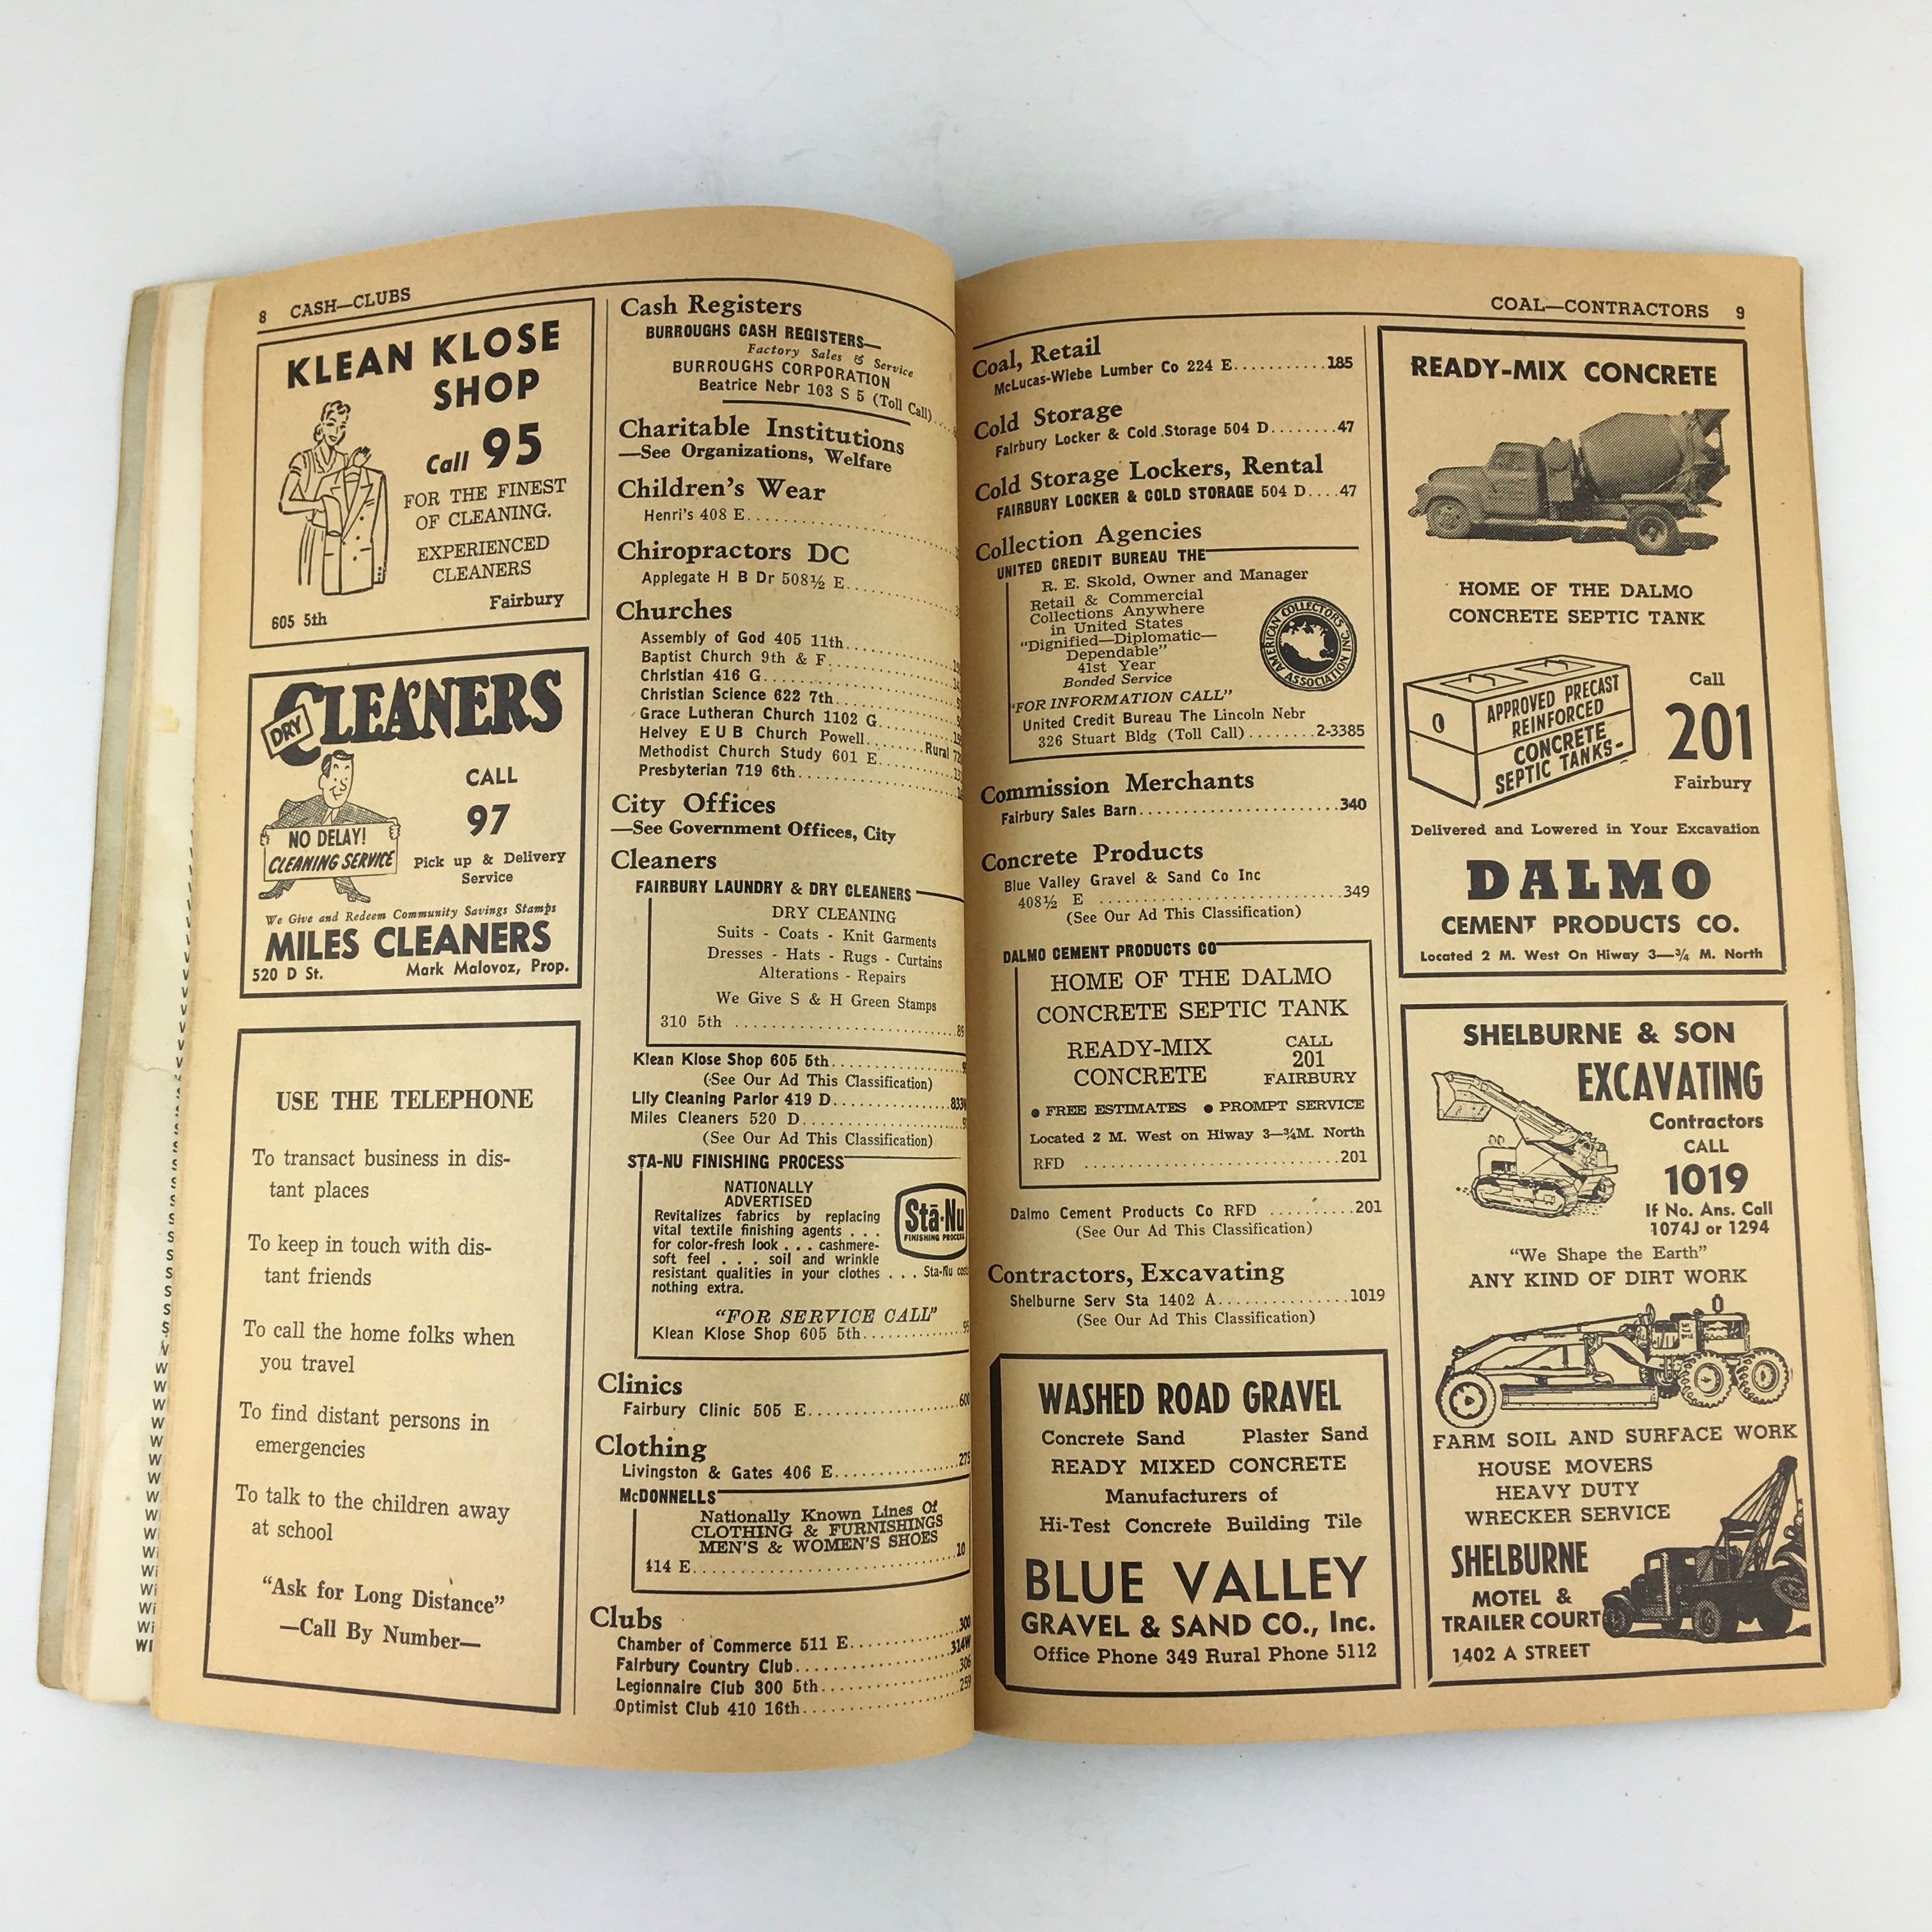 8 CASH—CLUBS
KLEAN KLOSE
SHOP
Call 95
FOR THE FINEST
OF CLEANING.
EXPERIENCED
CLEANERS
Fairbury
605 5th
DRY
CLEANERS
CALL
97
NO DELAY!
CLEANING SERVICE
Pick up & Delivery
Service
We Give and Redeem Community Savings Stamps
MILES CLEANERS
520 D St. Mark Malovoz, Prop.
USE THE TELEPHONE
To transact business in dis-
tant places
To keep in touch with dis-
tant friends
To call the home folks when
you travel
To find distant persons in
emergencies
To talk to the children away
at school
"Ask for Long Distance"
—Call By Number—
Cash Registers
BURROUGHS CASH REGISTERS—
Factory Sales & Service
BURROUGHS CORPORATION
Beatrice Nebr 103 S 5 (Toll Call)
Charitable Institutions
—See Organizations, Welfare
Children's Wear
Henri's 408 E
Chiropractors DC
Applegate H B Dr 508½ E
Churches
Assembly of God 405 11th
Baptist Church 9th & F
Christian 416 G
Christian Science 622 7th
Grace Lutheran Church 1102 G
Helvey E U B Church Powell Rural
Methodist Church Study 601 E
Presbyterian 719 6th
City Offices
—See Government Offices, City
Cleaners
FAIRBURY LAUNDRY & DRY CLEANERS
DRY CLEANING
Suits - Coats - Knit Garments
Dresses - Hats - Rugs - Curtains
Alterations - Repairs
We Give S & H Green Stamps
310 5th 89
Klean Klose Shop 605 5th
(See Our Ad This Classification)
Lily Cleaning Parlor 419 D
Miles Cleaners 520 D
(See Our Ad This Classification)
STA-NU FINISHING PROCESS
NATIONALLY
ADVERTISED
Revitalizes fabrics by replacing
vital textile finishing agents . . .
for color-fresh look . . . cashmere-
soft feel . . . soil and wrinkle
resistant qualities in your clothes . . . Sta-Nu cost
nothing extra.
Stā-Nu
FINISHING PROCESS
"FOR SERVICE CALL"
Klean Klose Shop 605 5th 95
Clinics
Fairbury Clinic 505 E 600
Clothing
Livingston & Gates 406 E 275
McDONNELLS
Nationally Known Lines Of
CLOTHING & FURNISHINGS
MEN'S & WOMEN'S SHOES
414 E 10
Clubs
Chamber of Commerce 511 E 300
Fairbury Country Club 314W
Legionnaire Club 300 5th 306
Optimist Club 410 16th 259
COAL—CONTRACTORS 9
Coal, Retail
McLucas-Wiebe Lumber Co 224 E 185
Cold Storage
Fairbury Locker & Cold Storage 504 D 47
Cold Storage Lockers, Rental
FAIRBURY LOCKER & COLD STORAGE 504 D 47
Collection Agencies
UNITED CREDIT BUREAU THE
R. E. Skold, Owner and Manager
Retail & Commercial
Collections Anywhere
in United States
"Dignified—Diplomatic—
Dependable"
41st Year
Bonded Service
AMERICAN COLLECTORS ASSOCIATION INC
"FOR INFORMATION CALL"
United Credit Bureau The Lincoln Nebr
326 Stuart Bldg (Toll Call) 2-3385
Commission Merchants
Fairbury Sales Barn 340
Concrete Products
Blue Valley Gravel & Sand Co Inc
408½ E 349
(See Our Ad This Classification)
DALMO CEMENT PRODUCTS CO
HOME OF THE DALMO
CONCRETE SEPTIC TANK
READY-MIX
CONCRETE
CALL
201
FAIRBURY
● FREE ESTIMATES ● PROMPT SERVICE
Located 2 M. West on Hiway 3—¾M. North
RFD 201
Dalmo Cement Products Co RFD 201
(See Our Ad This Classification)
Contractors, Excavating
Shelburne Serv Sta 1402 A 1019
(See Our Ad This Classification)
WASHED ROAD GRAVEL
Concrete Sand Plaster Sand
READY MIXED CONCRETE
Manufacturers of
Hi-Test Concrete Building Tile
BLUE VALLEY
GRAVEL & SAND CO., Inc.
Office Phone 349 Rural Phone 5112
READY-MIX CONCRETE
HOME OF THE DALMO
CONCRETE SEPTIC TANK
APPROVED PRECAST
REINFORCED
CONCRETE
SEPTIC TANKS-
Call
201
Fairbury
Delivered and Lowered in Your Excavation
DALMO
CEMENT PRODUCTS CO.
Located 2 M. West On Hiway 3—¾ M. North
SHELBURNE & SON
EXCAVATING
Contractors
CALL
1019
If No. Ans. Call
1074J or 1294
"We Shape the Earth"
ANY KIND OF DIRT WORK
FARM SOIL AND SURFACE WORK
HOUSE MOVERS
HEAVY DUTY
WRECKER SERVICE
SHELBURNE
MOTEL &
TRAILER COURT
1402 A STREET